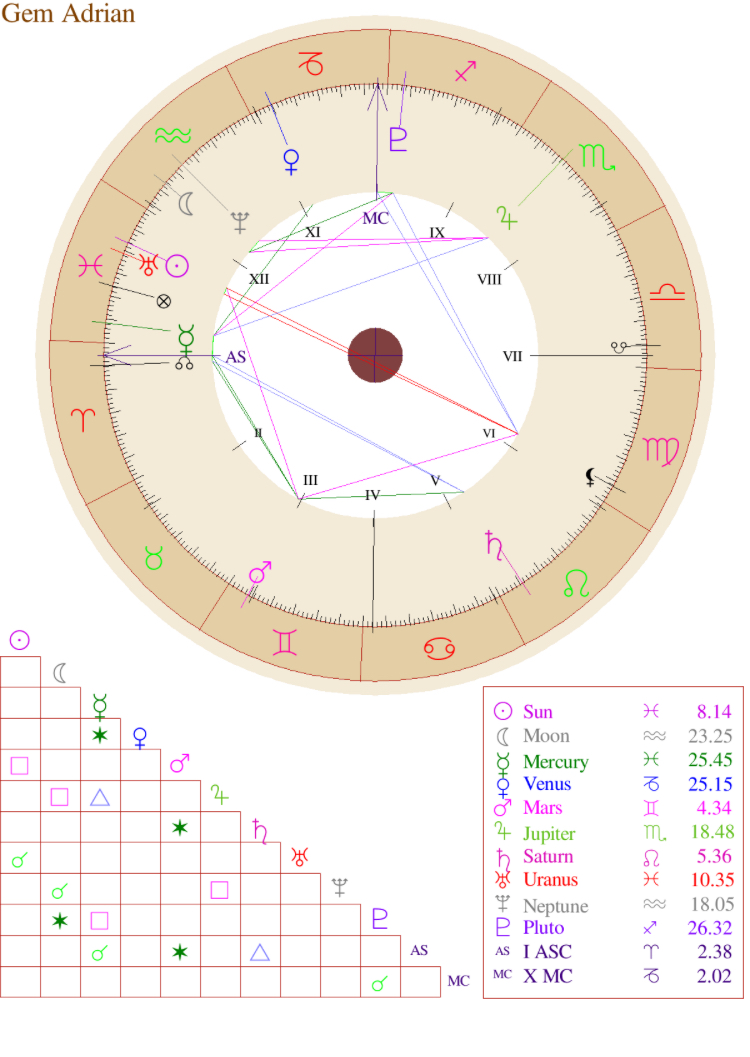 Gem Adrian
MC
XI
IX
XII
VIII
AS
VII
II
VI
III
V
IV
Sun 8.14
Moon 23.25
Mercury 25.45
Venus 25.15
Mars 4.34
Jupiter 18.48
Saturn 5.36
Uranus 10.35
Neptune 18.05
Pluto 26.32
AS I ASC 2.38
MC X MC 2.02
AS
MC